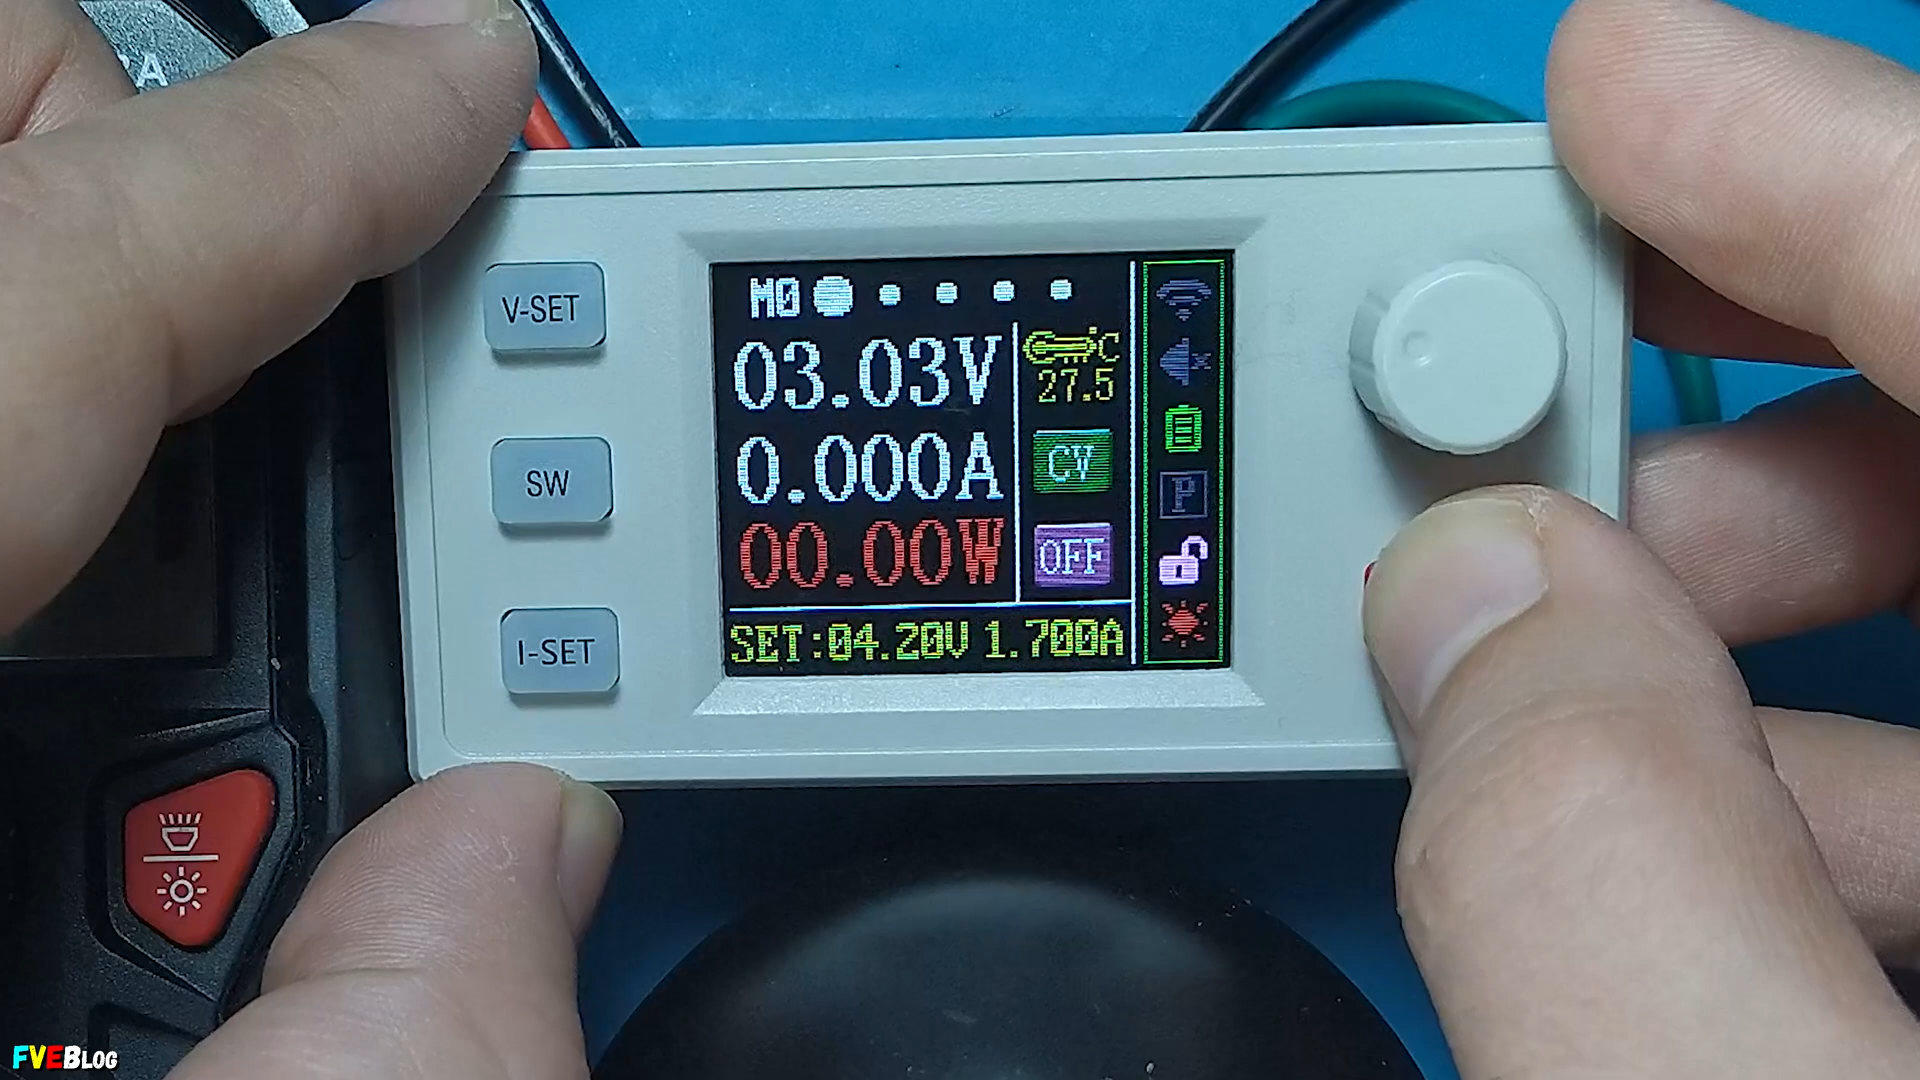 A
V-SET
SW
I-SET
M0
03.03V
0.000A
00.00W
°C
27.5
CV
OFF
P
SET:04.20V 1.700A
FVEBLOG